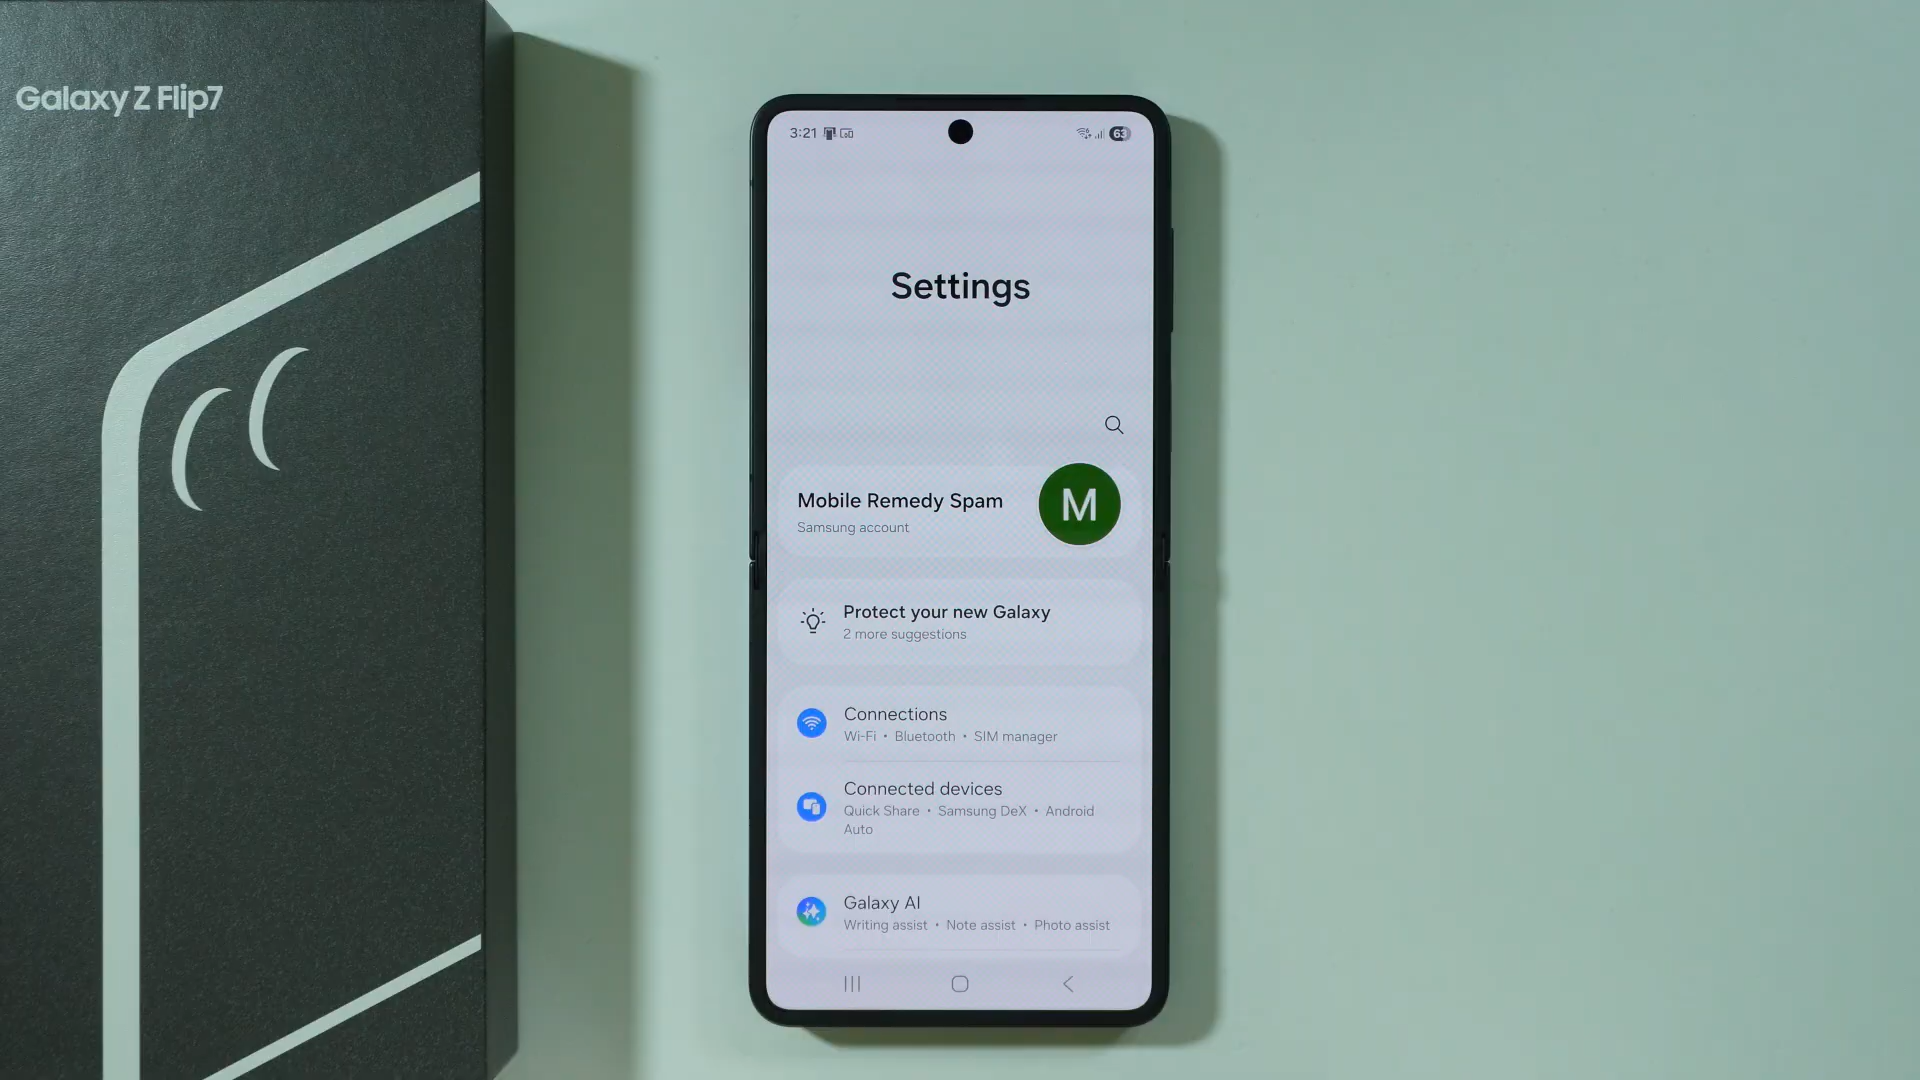 Galaxy Z Flip7
3:21
63
Settings
Mobile Remedy Spam
Samsung account
M
Protect your new Galaxy
2 more suggestions
Connections
Wi-Fi • Bluetooth • SIM manager
Connected devices
Quick Share • Samsung DeX • Android
Auto
Galaxy AI
Writing assist • Note assist • Photo assist